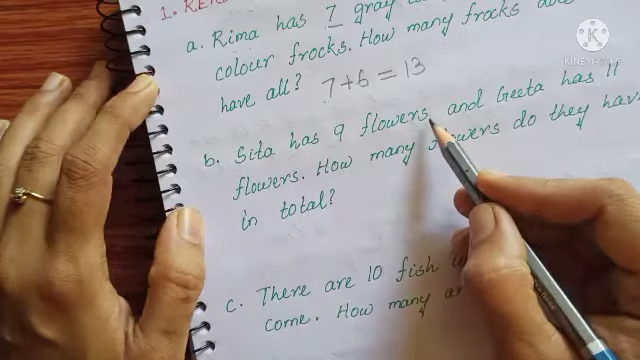 1.
a. Rima has 7 gray
colour frocks. How many frocks does
have all? 7+6=13
b. Sita has 9 flowers and Geeta has 11
flowers. How many flowers do they have
in total?
c. There are 10 fish
come. How many
KINEMASTER